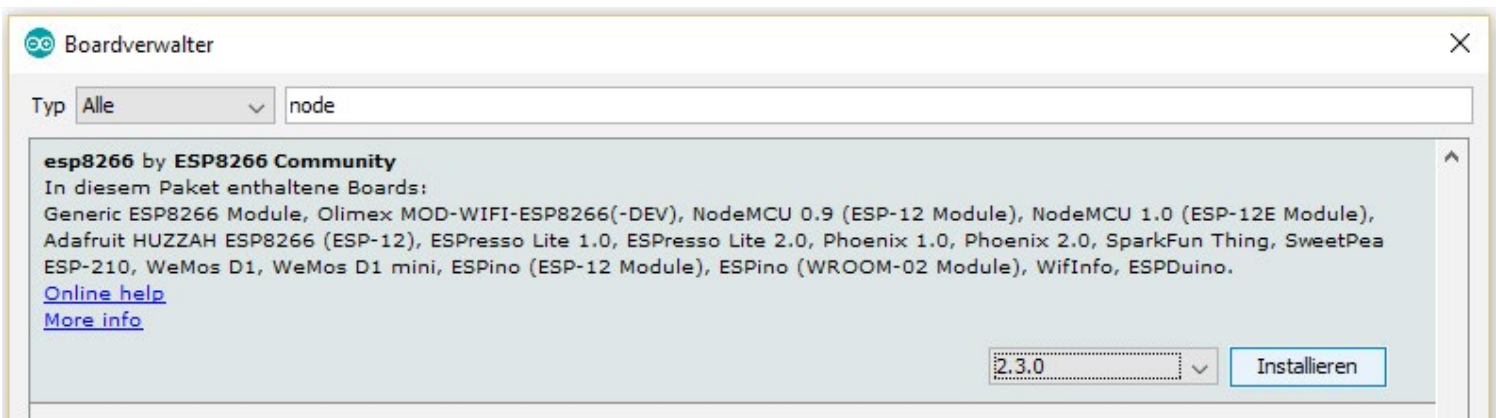 Boardverwalter
Typ Alle node
esp8266 by ESP8266 Community
In diesem Paket enthaltene Boards:
Generic ESP8266 Module, Olimex MOD-WIFI-ESP8266(-DEV), NodeMCU 0.9 (ESP-12 Module), NodeMCU 1.0 (ESP-12E Module),
Adafruit HUZZAH ESP8266 (ESP-12), ESPresso Lite 1.0, ESPresso Lite 2.0, Phoenix 1.0, Phoenix 2.0, SparkFun Thing, SweetPea
ESP-210, WeMos D1, WeMos D1 mini, ESPino (ESP-12 Module), ESPino (WROOM-02 Module), WifInfo, ESPDuino.
Online help
More info
2.3.0 Installieren